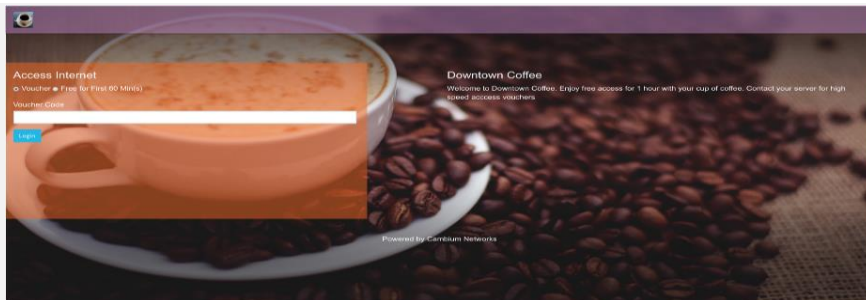 Access Internet
Voucher Free for First 60 Min(s)
Voucher Code
Login
Downtown Coffee
Welcome to Downtown Coffee. Enjoy free access for 1 hour with your cup of coffee. Contact your server for high
speed acccess vouchers
Powered by Cambium Networks